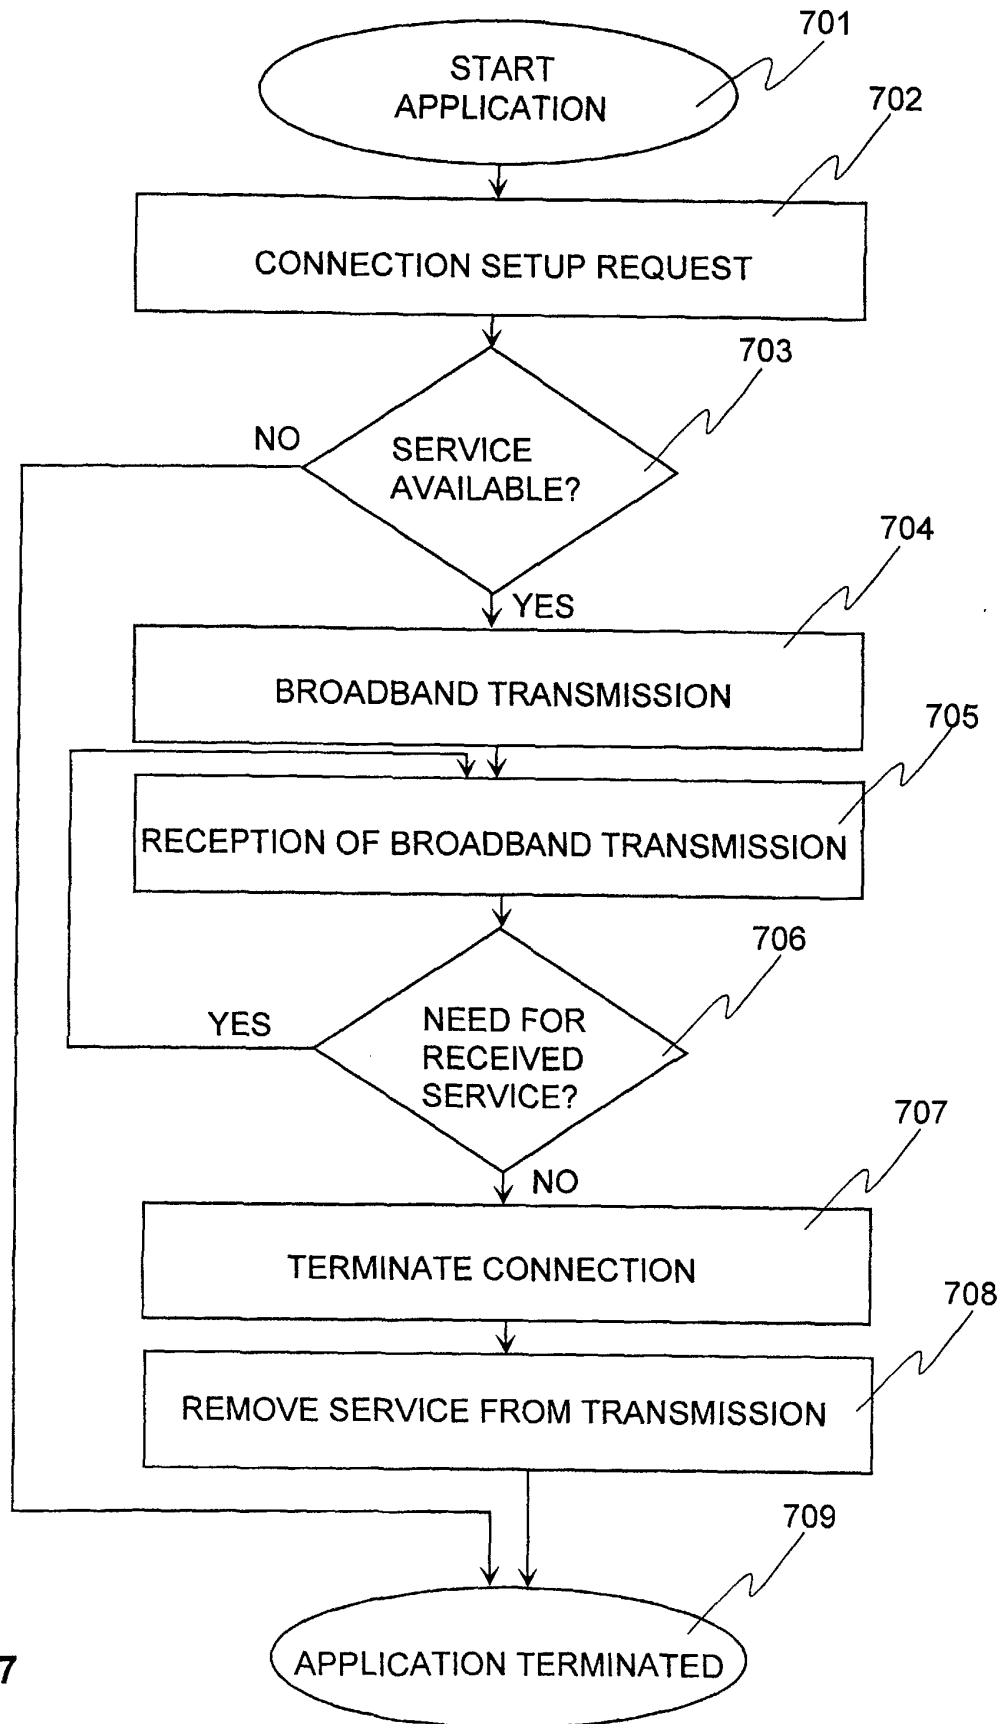 701
START
APPLICATION
702
CONNECTION SETUP REQUEST
703
NO
SERVICE
AVAILABLE?
704
YES
BROADBAND TRANSMISSION
705
RECEPTION OF BROADBAND TRANSMISSION
706
YES
NEED FOR
RECEIVED
SERVICE?
707
NO
TERMINATE CONNECTION
708
REMOVE SERVICE FROM TRANSMISSION
709
APPLICATION TERMINATED
7